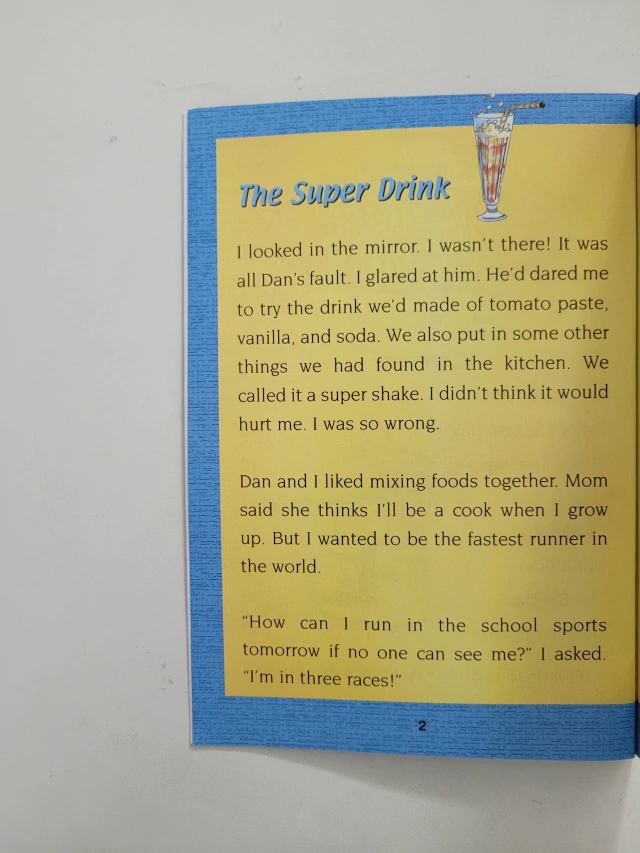 The Super Drink
I looked in the mirror. I wasn't there! It was
all Dan's fault. I glared at him. He'd dared me
to try the drink we'd made of tomato paste,
vanilla, and soda. We also put in some other
things we had found in the kitchen. We
called it a super shake. I didn't think it would
hurt me. I was so wrong.
Dan and I liked mixing foods together. Mom
said she thinks I'll be a cook when I grow
up. But I wanted to be the fastest runner in
the world.
“How can I run in the school sports
tomorrow if no one can see me?” I asked.
“I'm in three races!”
2